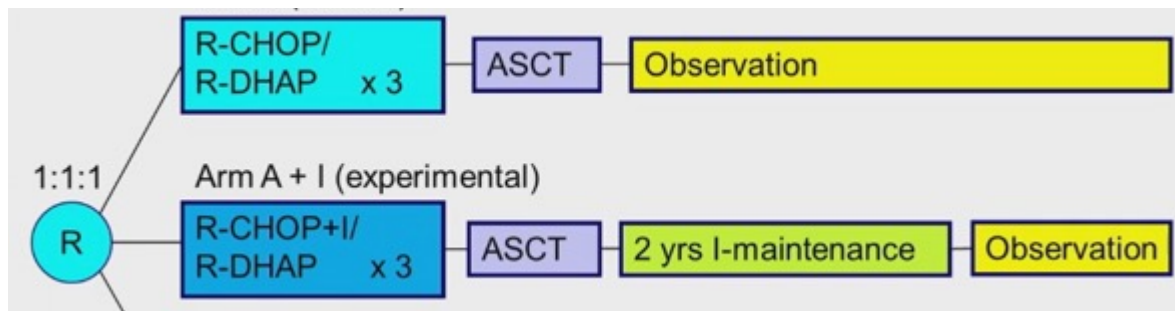 R-CHOP/
R-DHAP x 3
ASCT
Observation
1:1:1
Arm A + I (experimental)
R
R-CHOP+I/
R-DHAP x 3
ASCT
2 yrs I-maintenance
Observation